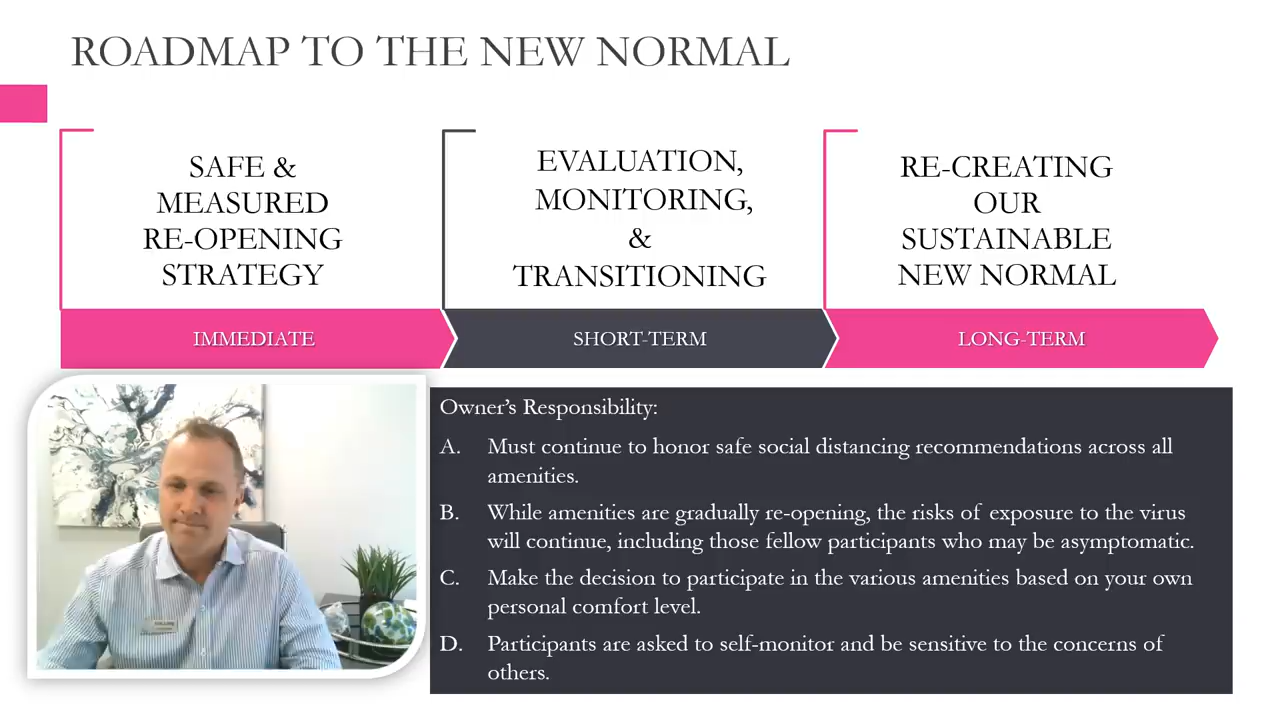 ROADMAP TO THE NEW NORMAL
SAFE &
MEASURED
RE-OPENING
STRATEGY
EVALUATION,
MONITORING,
&
TRANSITIONING
RE-CREATING
OUR
SUSTAINABLE
NEW NORMAL
IMMEDIATE
SHORT-TERM
LONG-TERM
Owner's Responsibility:
A. Must continue to honor safe social distancing recommendations across all
amenities.
B. While amenities are gradually re-opening, the risks of exposure to the virus
will continue, including those fellow participants who may be asymptomatic.
C. Make the decision to participate in the various amenities based on your own
personal comfort level.
D. Participants are asked to self-monitor and be sensitive to the concerns of
others.